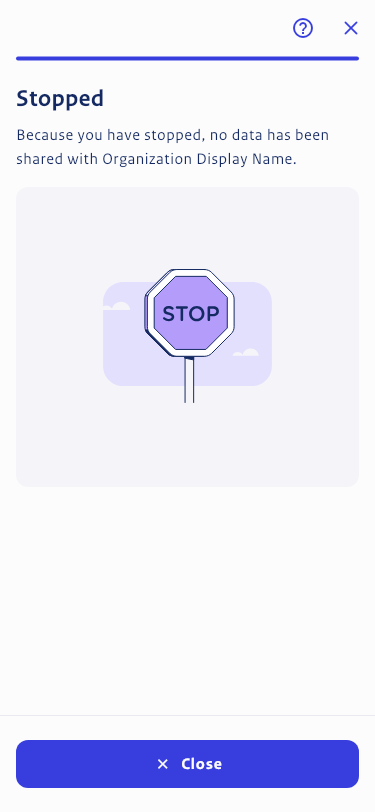 Stopped
Because you have stopped, no data has been
shared with Organization Display Name.
STOP
Close